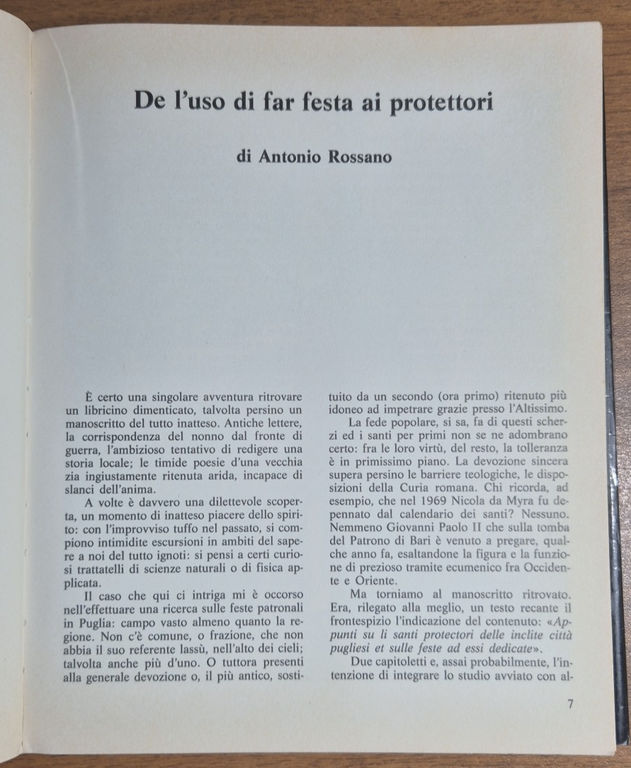 De l'uso di far festa ai protettori
di Antonio Rossano
È certo una singolare avventura ritrovare
un libricino dimenticato, talvolta persino un
manoscritto del tutto inatteso. Antiche lettere,
la corrispondenza del nonno dal fronte di
guerra, l'ambizioso tentativo di redigere una
storia locale; le timide poesie d'una vecchia
zia ingiustamente ritenuta arida, incapace di
slanci dell'anima.
A volte è davvero una dilettevole scoper-
ta, un momento di inatteso piacere dello spiri-
to: con l'improvviso tuffo nel passato, si com-
piono intimidite escursioni in ambiti del sape-
re a noi del tutto ignoti: si pensi a certi curio-
si trattatelli di scienze naturali o di fisica ap-
plicata.
Il caso che qui ci intriga mi è occorso
nell'effettuare una ricerca sulle feste patronali
in Puglia: campo vasto almeno quanto la re-
gione. Non c'è comune, o frazione, che non
abbia il suo referente lassù, nell'alto dei cieli;
talvolta anche più d'uno. O tuttora presenti
alla generale devozione o, il più antico, sosti-
tuito da un secondo (ora primo) ritenuto più
idoneo ad impetrare grazie presso l'Altissimo.
La fede popolare, si sa, fa di questi scher-
zi ed i santi per primi non se ne adombrano
certo: fra le loro virtù, del resto, la tolleranza
è in primissimo piano. La devozione sincera
supera persino le barriere teologiche, le dispo-
sizioni della Curia romana. Chi ricorda, ad
esempio, che nel 1969 Nicola da Myra fu de-
pennato dal calendario dei santi? Nessuno.
Nemmeno Giovanni Paolo II che sulla tomba
del Patrono di Bari è venuto a pregare, qual-
che anno fa, esaltandone la figura e la funzio-
ne di prezioso tramite ecumenico fra Occiden-
te e Oriente.
Ma torniamo al manoscritto ritrovato.
Era, rilegato alla meglio, un testo recante il
frontespizio l'indicazione del contenuto: «Ap-
punti su li santi protectori delle inclite città
pugliesi et sulle feste ad essi dedicate».
Due capitoletti e, assai probabilmente, l'in-
tenzione di integrare lo studio avviato con al-
7